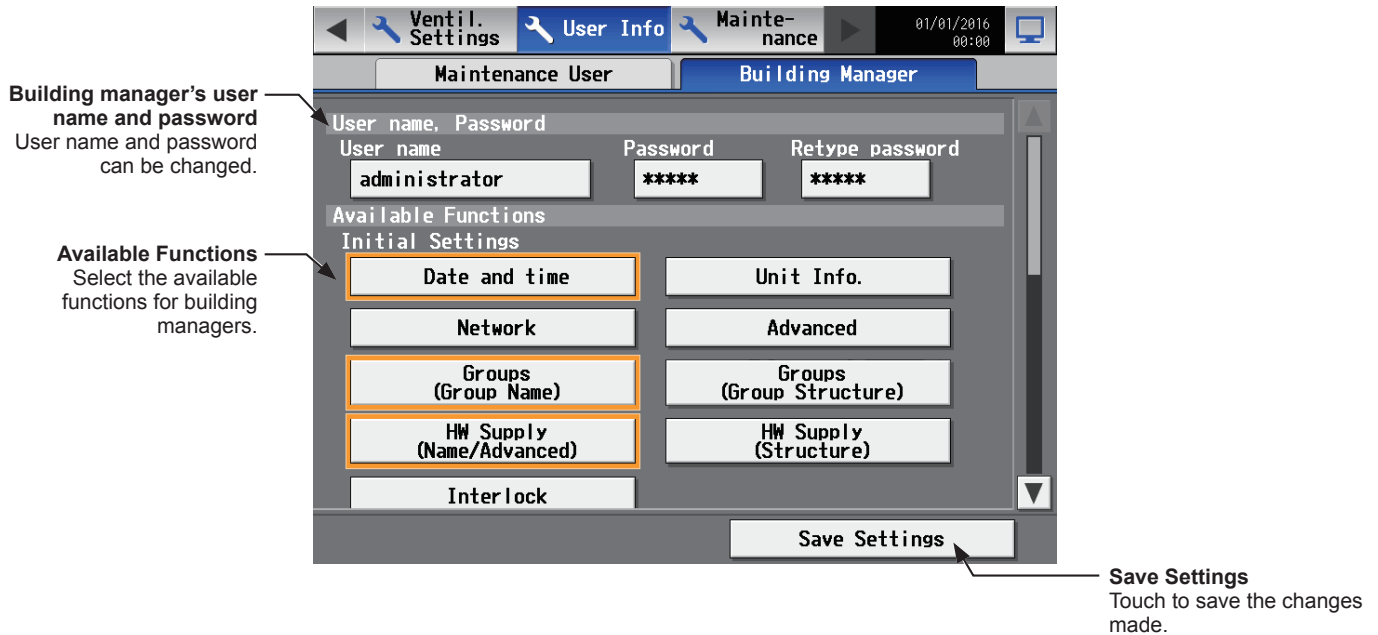 Ventil.
Settings
User Info
Mainte-
nance
01/01/2016
00:00
Maintenance User
Building Manager
Building manager's user
name and password
User name and password
can be changed.
User name, Password
User name
Password
Retype password
administrator
*****
*****
Available Functions
Initial Settings
Available Functions
Select the available
functions for building
managers.
Date and time
Unit Info.
Network
Advanced
Groups
(Group Name)
Groups
(Group Structure)
HW Supply
(Name/Advanced)
HW Supply
(Structure)
Interlock
Save Settings
Save Settings
Touch to save the changes
made.